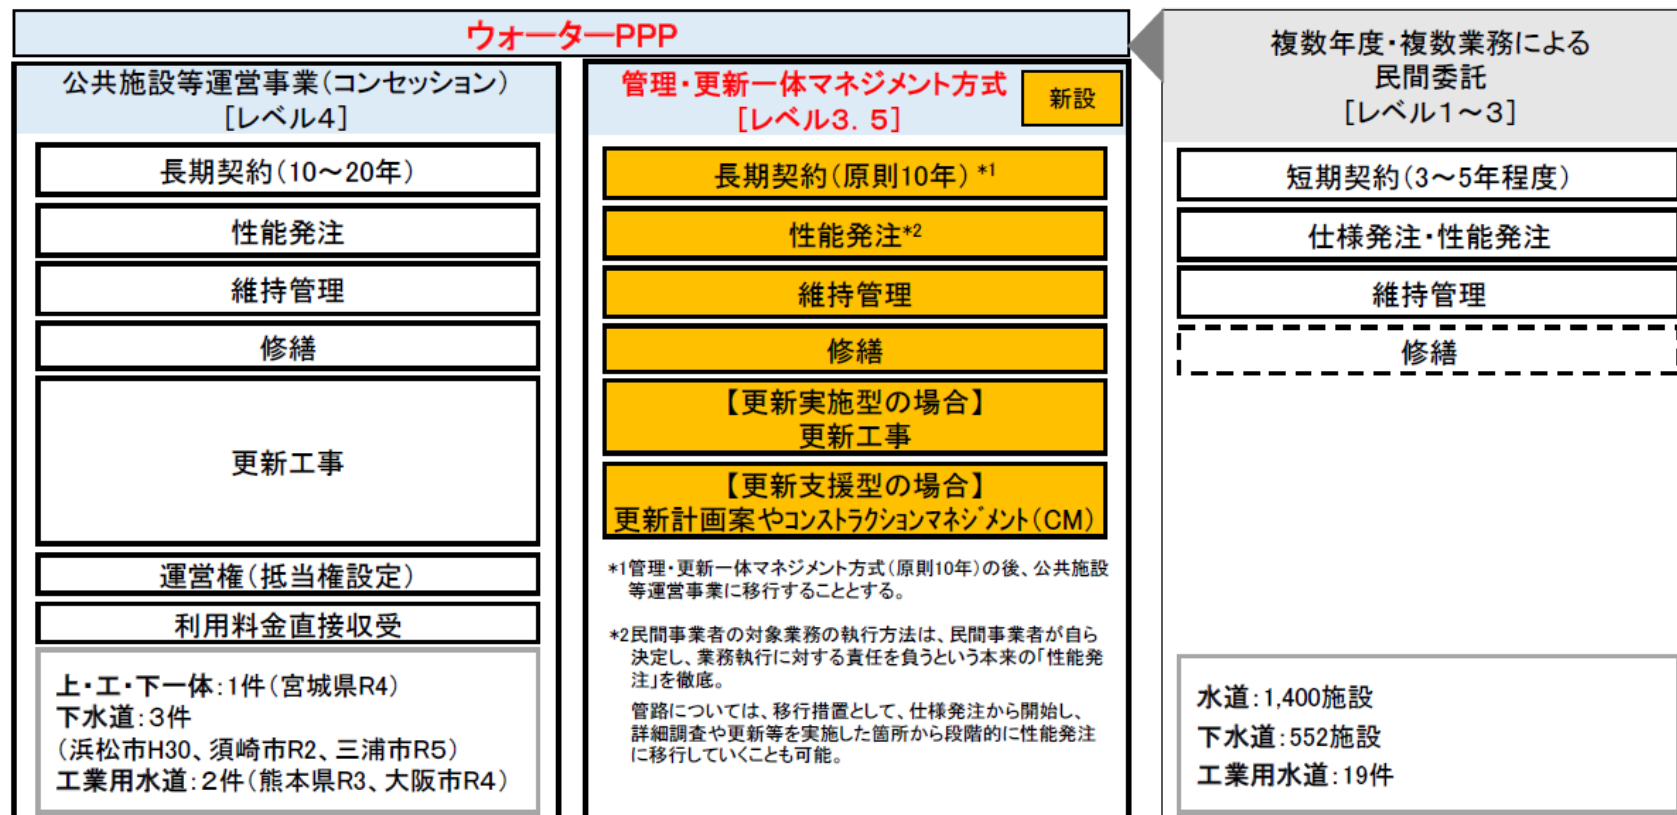 ウォーターPPP
公共施設等運営事業(コンセッション)
[レベル4]
長期契約(10～20年)
性能発注
維持管理
修繕
更新工事
運営権(抵当権設定)
利用料金直接収受
上・工・下一体:1件(宮城県R4)
下水道:3件
(浜松市H30、須崎市R2、三浦市R5)
工業用水道:2件(熊本県R3、大阪市R4)
管理・更新一体マネジメント方式
[レベル3.5]
新設
長期契約(原則10年)*1
性能発注*2
維持管理
修繕
【更新実施型の場合】
更新工事
【更新支援型の場合】
更新計画案やコンストラクションマネジメント(CM)
*1管理・更新一体マネジメント方式(原則10年)の後、公共施設
等運営事業に移行することとする。
*2民間事業者の対象業務の執行方法は、民間事業者が自ら
決定し、業務執行に対する責任を負うという本来の「性能発
注」を徹底。
管路については、移行措置として、仕様発注から開始し、
詳細調査や更新等を実施した箇所から段階的に性能発注
に移行していくことも可能。
複数年度・複数業務による
民間委託
[レベル1～3]
短期契約(3～5年程度)
仕様発注・性能発注
維持管理
修繕
水道:1,400施設
下水道:552施設
工業用水道:19件